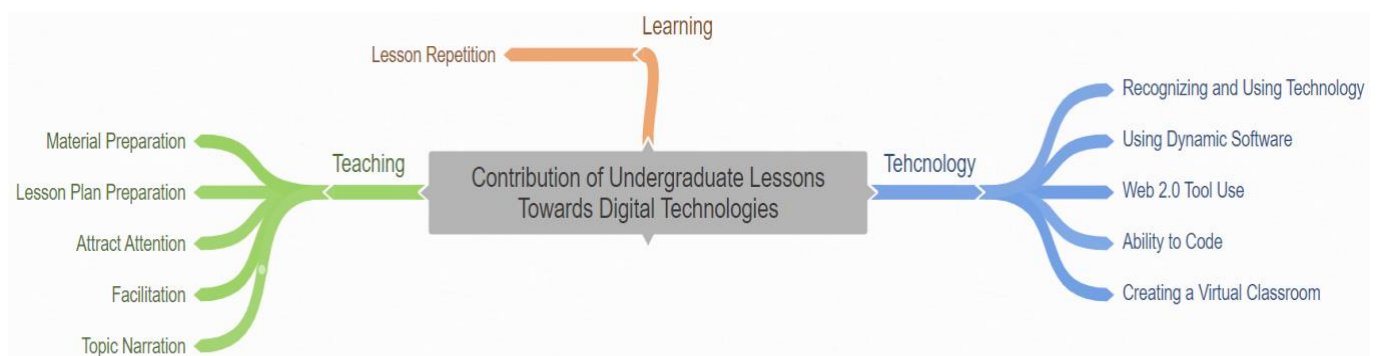 Learning
Lesson Repetition
Material Preparation
Lesson Plan Preparation
Attract Attention
Facilitation
Topic Narration
Teaching
Contribution of Undergraduate Lessons
Towards Digital Technologies
Tehcnology
Recognizing and Using Technology
Using Dynamic Software
Web 2.0 Tool Use
Ability to Code
Creating a Virtual Classroom